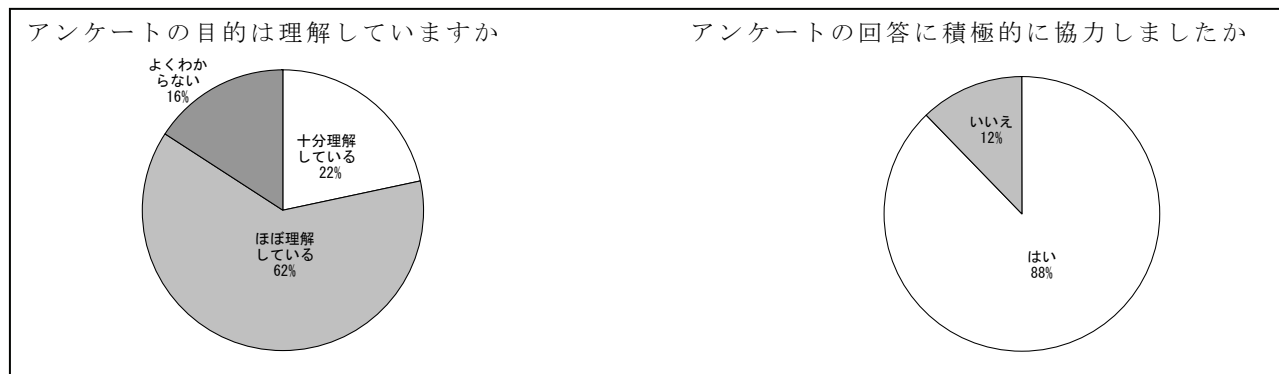 アンケートの目的は理解していますか
よくわか
らない
16%
十分理解
している
22%
ほぼ理解
している
62%
アンケートの回答に積極的に協力しましたか
いいえ
12%
はい
88%